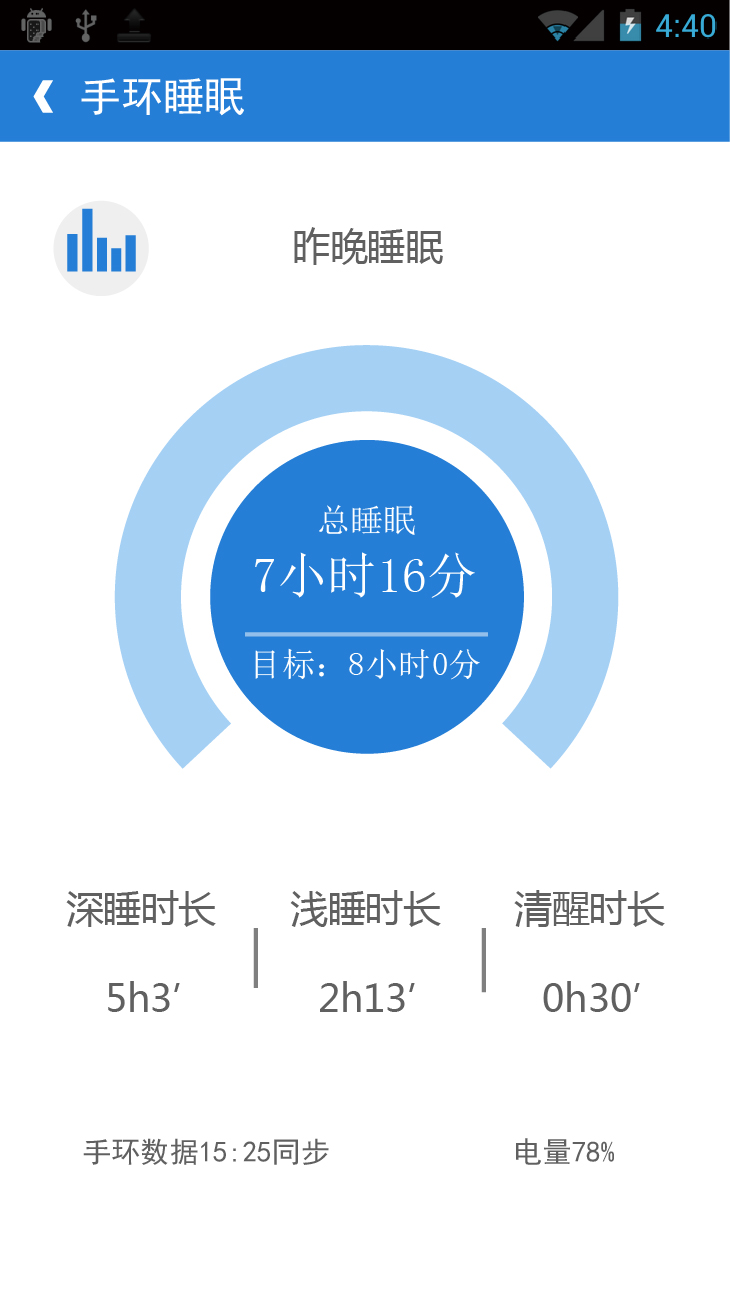 4:40
手环睡眠
昨晚睡眠
总睡眠
7小时16分
目标：8小时0分
深睡时长 浅睡时长 清醒时长
5h3′ 2h13′ 0h30′
手环数据15:25同步 电量78%